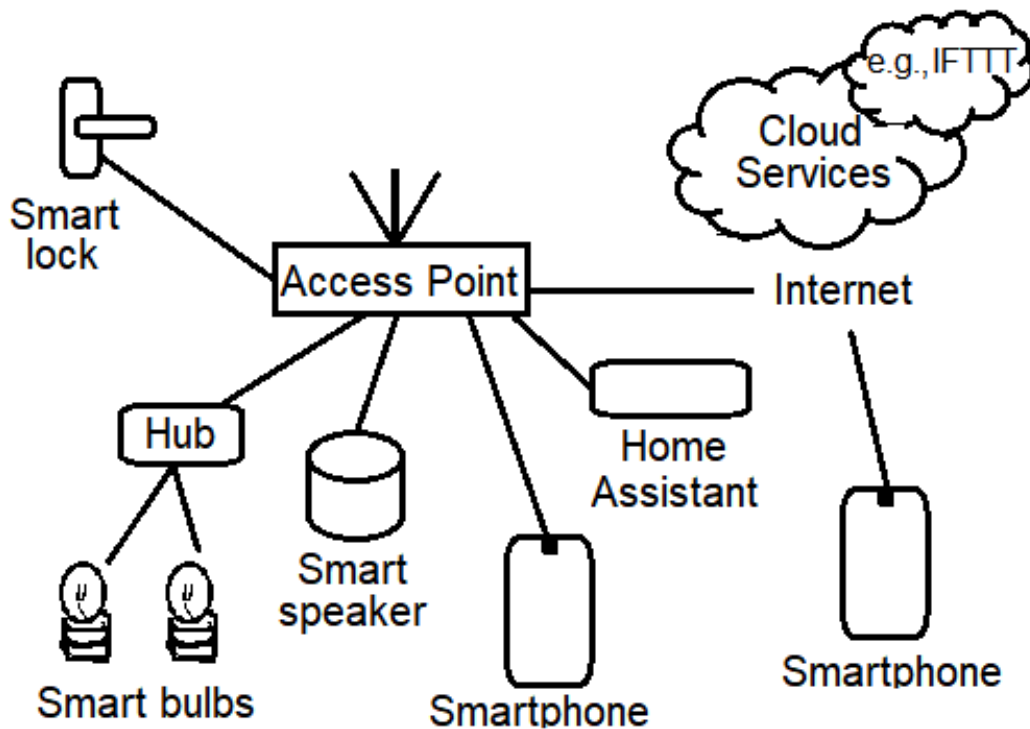 e.g., IFTTT
Cloud
Services
Smart
lock
Access Point
Internet
Hub
Home
Assistant
Smart
speaker
Smart bulbs
Smartphone
Smartphone